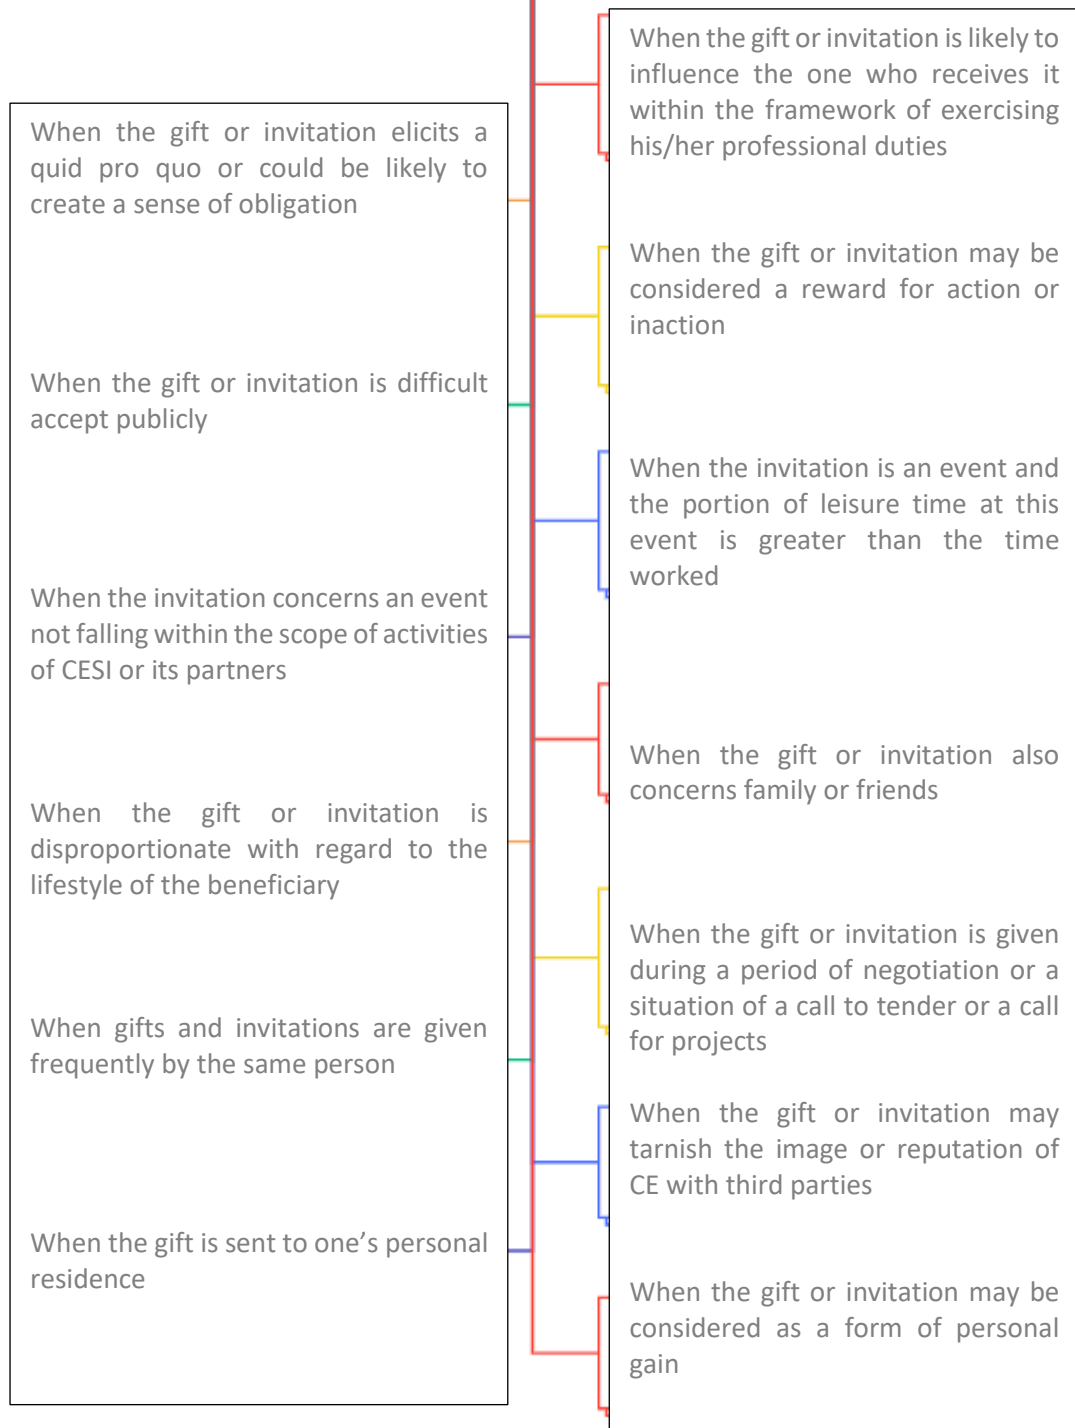 When the gift or invitation elicits a
quid pro quo or could be likely to
create a sense of obligation
When the gift or invitation is difficult
accept publicly
When the invitation concerns an event
not falling within the scope of activities
of CESI or its partners
When the gift or invitation is
disproportionate with regard to the
lifestyle of the beneficiary
When gifts and invitations are given
frequently by the same person
When the gift is sent to one’s personal
residence
When the gift or invitation is likely to
influence the one who receives it
within the framework of exercising
his/her professional duties
When the gift or invitation may be
considered a reward for action or
inaction
When the invitation is an event and
the portion of leisure time at this
event is greater than the time
worked
When the gift or invitation also
concerns family or friends
When the gift or invitation is given
during a period of negotiation or a
situation of a call to tender or a call
for projects
When the gift or invitation may
tarnish the image or reputation of
CE with third parties
When the gift or invitation may be
considered as a form of personal
gain